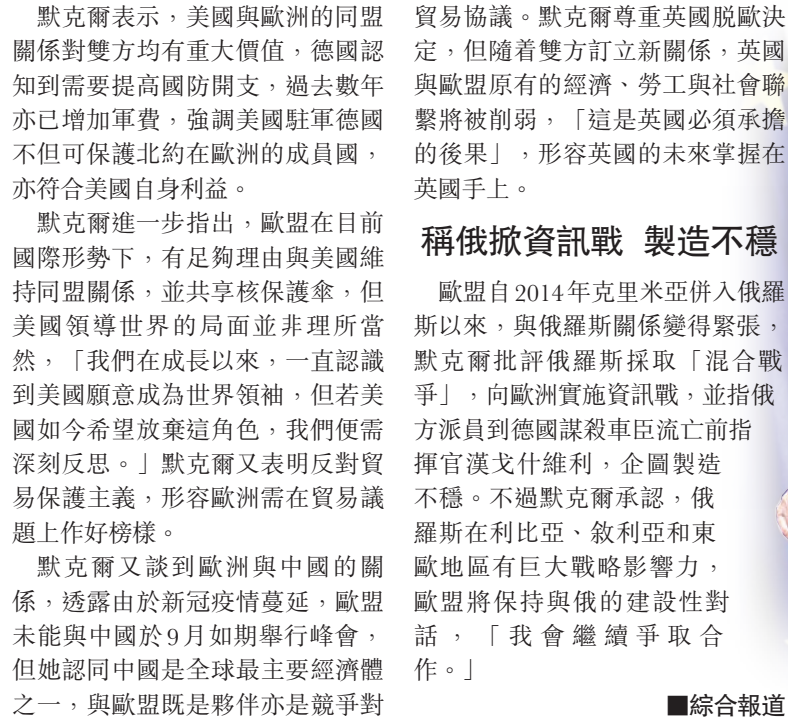 默克爾表示，美國與歐洲的同盟
關係對雙方均有重大價值，德國認
知到需要提高國防開支，過去數年
亦已增加軍費，強調美國駐軍德國
不但可保護北約在歐洲的成員國，
亦符合美國自身利益。
默克爾進一步指出，歐盟在目前
國際形勢下，有足夠理由與美國維
持同盟關係，並共享核保護傘，但
美國領導世界的局面並非理所當
然，「我們在成長以來，一直認識
到美國願意成為世界領袖，但若美
國如今希望放棄這角色，我們便需
深刻反思。」默克爾又表明反對貿
易保護主義，形容歐洲需在貿易議
題上作好榜樣。
默克爾又談到歐洲與中國的關
係，透露由於新冠疫情蔓延，歐盟
未能與中國於9月如期舉行峰會，
但她認同中國是全球最主要經濟體
之一，與歐盟既是夥伴亦是競爭對
貿易協議。默克爾尊重英國脫歐決
定，但隨着雙方訂立新關係，英國
與歐盟原有的經濟、勞工與社會聯
繫將被削弱，「這是英國必須承擔
的後果」，形容英國的未來掌握在
英國手上。
稱俄掀資訊戰 製造不穩
歐盟自2014年克里米亞併入俄羅
斯以來，與俄羅斯關係變得緊張，
默克爾批評俄羅斯採取「混合戰
爭」，向歐洲實施資訊戰，並指俄
方派員到德國謀殺車臣流亡前指
揮官漢戈什維利，企圖製造
不穩。不過默克爾承認，俄
羅斯在利比亞、敘利亞和東
歐地區有巨大戰略影響力，
歐盟將保持與俄的建設性對
話，「我會繼續爭取合
作。」
■綜合報道